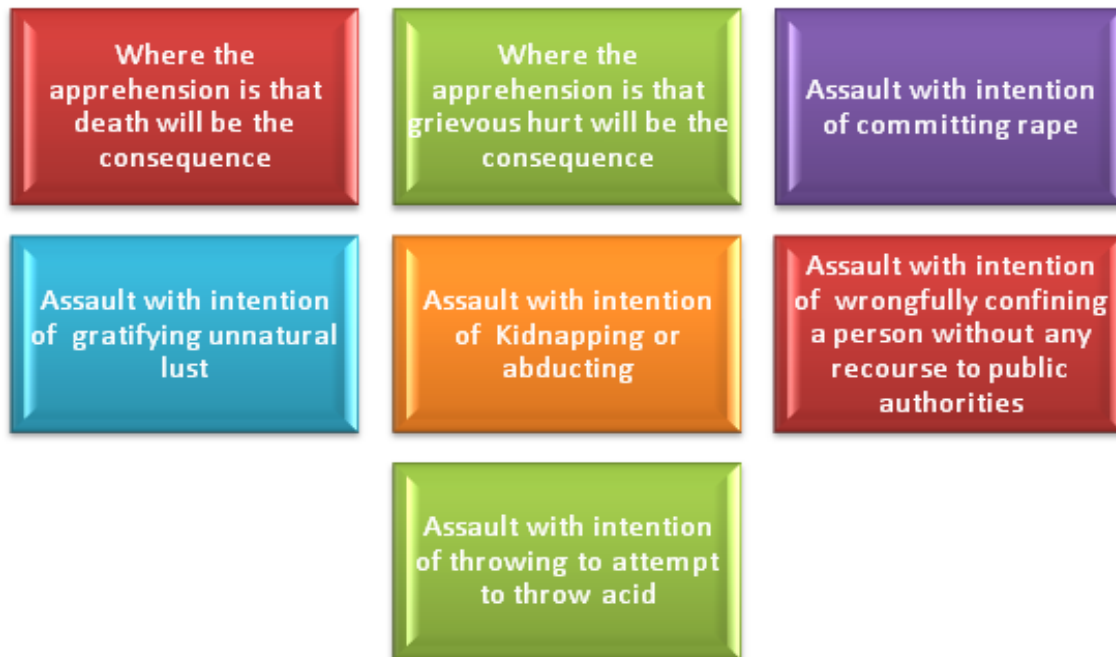 Where the
apprehension is that
death will be the
consequence
Where the
apprehension is that
grievous hurt will be the
consequence
Assault with intention
of committing rape
Assault with intention
of gratifying unnatural
lust
Assault with intention
of Kidnapping or
abducting
Assault with intention
of wrongfully confining
a person without any
recourse to public
authorities
Assault with intention
of throwing to attempt
to throw acid